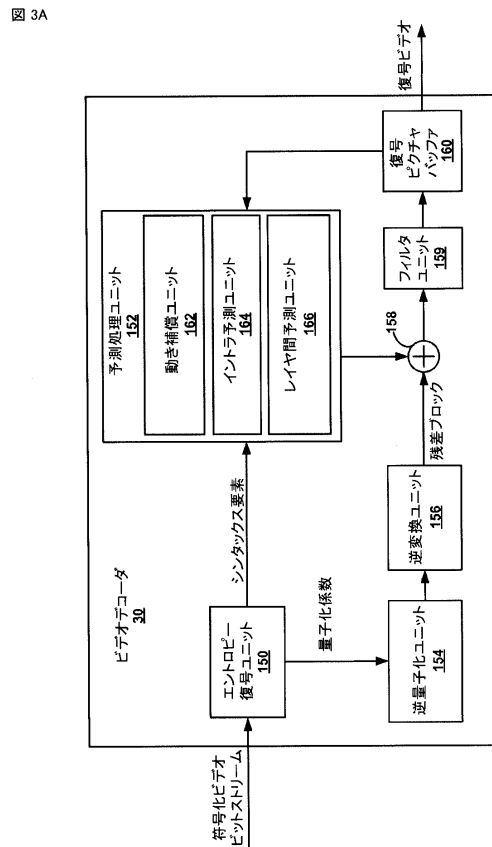 図 3A
ビデオデコーダ
30
符号化ビデオ
ビットストリーム
エントロピー
復号ユニット
150
シンタックス要素
量子化係数
予測処理ユニット
152
動き補償ユニット
162
イントラ予測ユニット
164
レイヤ間予測ユニット
166
逆量子化ユニット
154
逆変換ユニット
156
残差ブロック
158
フィルタ
ユニット
159
復号
ピクチャ
バッファ
160
復号ビデオ